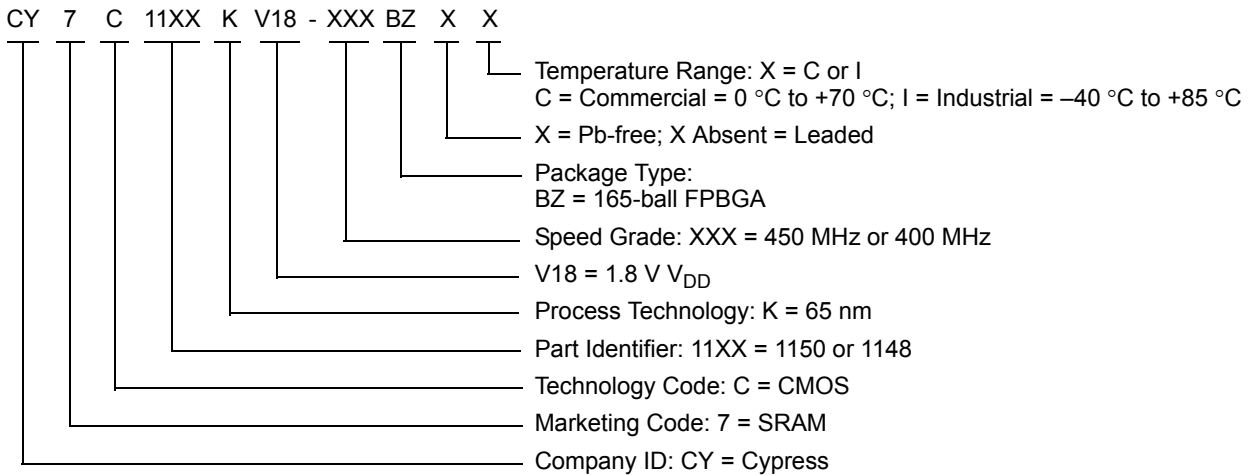 CY 7 C 11XX K V18 - XXX BZ X X
Temperature Range: X = C or I
C = Commercial = 0 °C to +70 °C; I = Industrial = –40 °C to +85 °C
X = Pb-free; X Absent = Leaded
Package Type:
BZ = 165-ball FPBGA
Speed Grade: XXX = 450 MHz or 400 MHz
V18 = 1.8 V VDD
Process Technology: K = 65 nm
Part Identifier: 11XX = 1150 or 1148
Technology Code: C = CMOS
Marketing Code: 7 = SRAM
Company ID: CY = Cypress